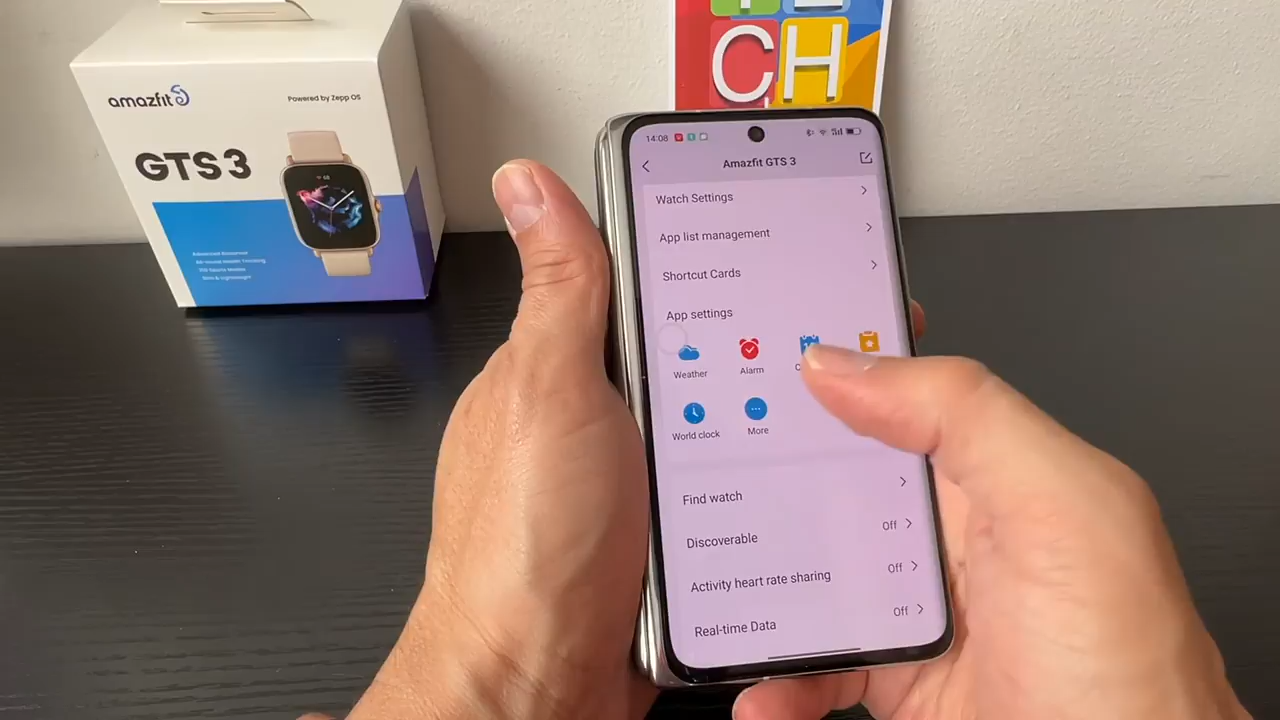 amazfit
Powered by Zepp OS
GTS 3
CH
14:08
Amazfit GTS 3
Watch Settings
App list management
Shortcut Cards
App settings
Weather
Alarm
World clock
More
Find watch
Discoverable
Off
Activity heart rate sharing
Off
Real-time Data
Off